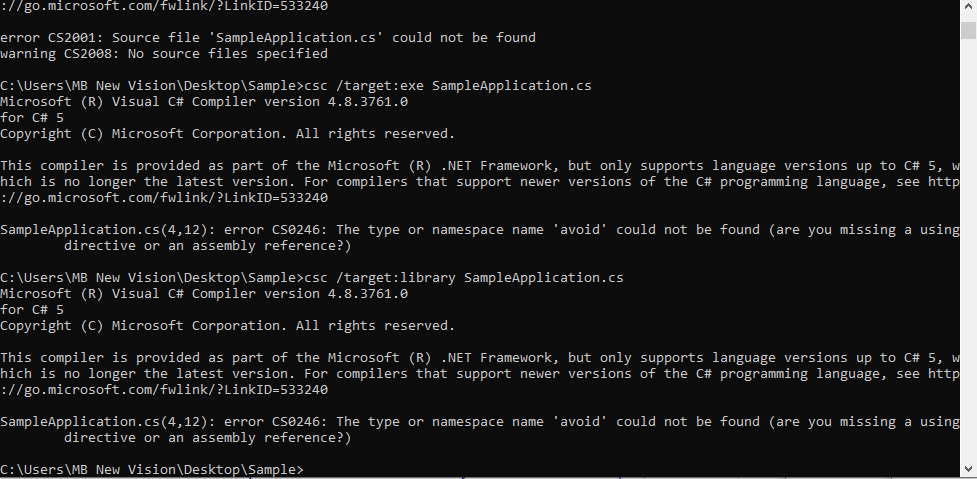 ://go.microsoft.com/fwlink/?LinkID=533240
error CS2001: Source file 'SampleApplication.cs' could not be found
warning CS2008: No source files specified
C:\Users\MB New Vision\Desktop\Sample>csc /target:exe SampleApplication.cs
Microsoft (R) Visual C# Compiler version 4.8.3761.0
for C# 5
Copyright (C) Microsoft Corporation. All rights reserved.
This compiler is provided as part of the Microsoft (R) .NET Framework, but only supports language versions up to C# 5, w
hich is no longer the latest version. For compilers that support newer versions of the C# programming language, see http
://go.microsoft.com/fwlink/?LinkID=533240
SampleApplication.cs(4,12): error CS0246: The type or namespace name 'avoid' could not be found (are you missing a using
directive or an assembly reference?)
C:\Users\MB New Vision\Desktop\Sample>csc /target:library SampleApplication.cs
Microsoft (R) Visual C# Compiler version 4.8.3761.0
for C# 5
Copyright (C) Microsoft Corporation. All rights reserved.
This compiler is provided as part of the Microsoft (R) .NET Framework, but only supports language versions up to C# 5, w
hich is no longer the latest version. For compilers that support newer versions of the C# programming language, see http
://go.microsoft.com/fwlink/?LinkID=533240
SampleApplication.cs(4,12): error CS0246: The type or namespace name 'avoid' could not be found (are you missing a using
directive or an assembly reference?)
C:\Users\MB New Vision\Desktop\Sample>